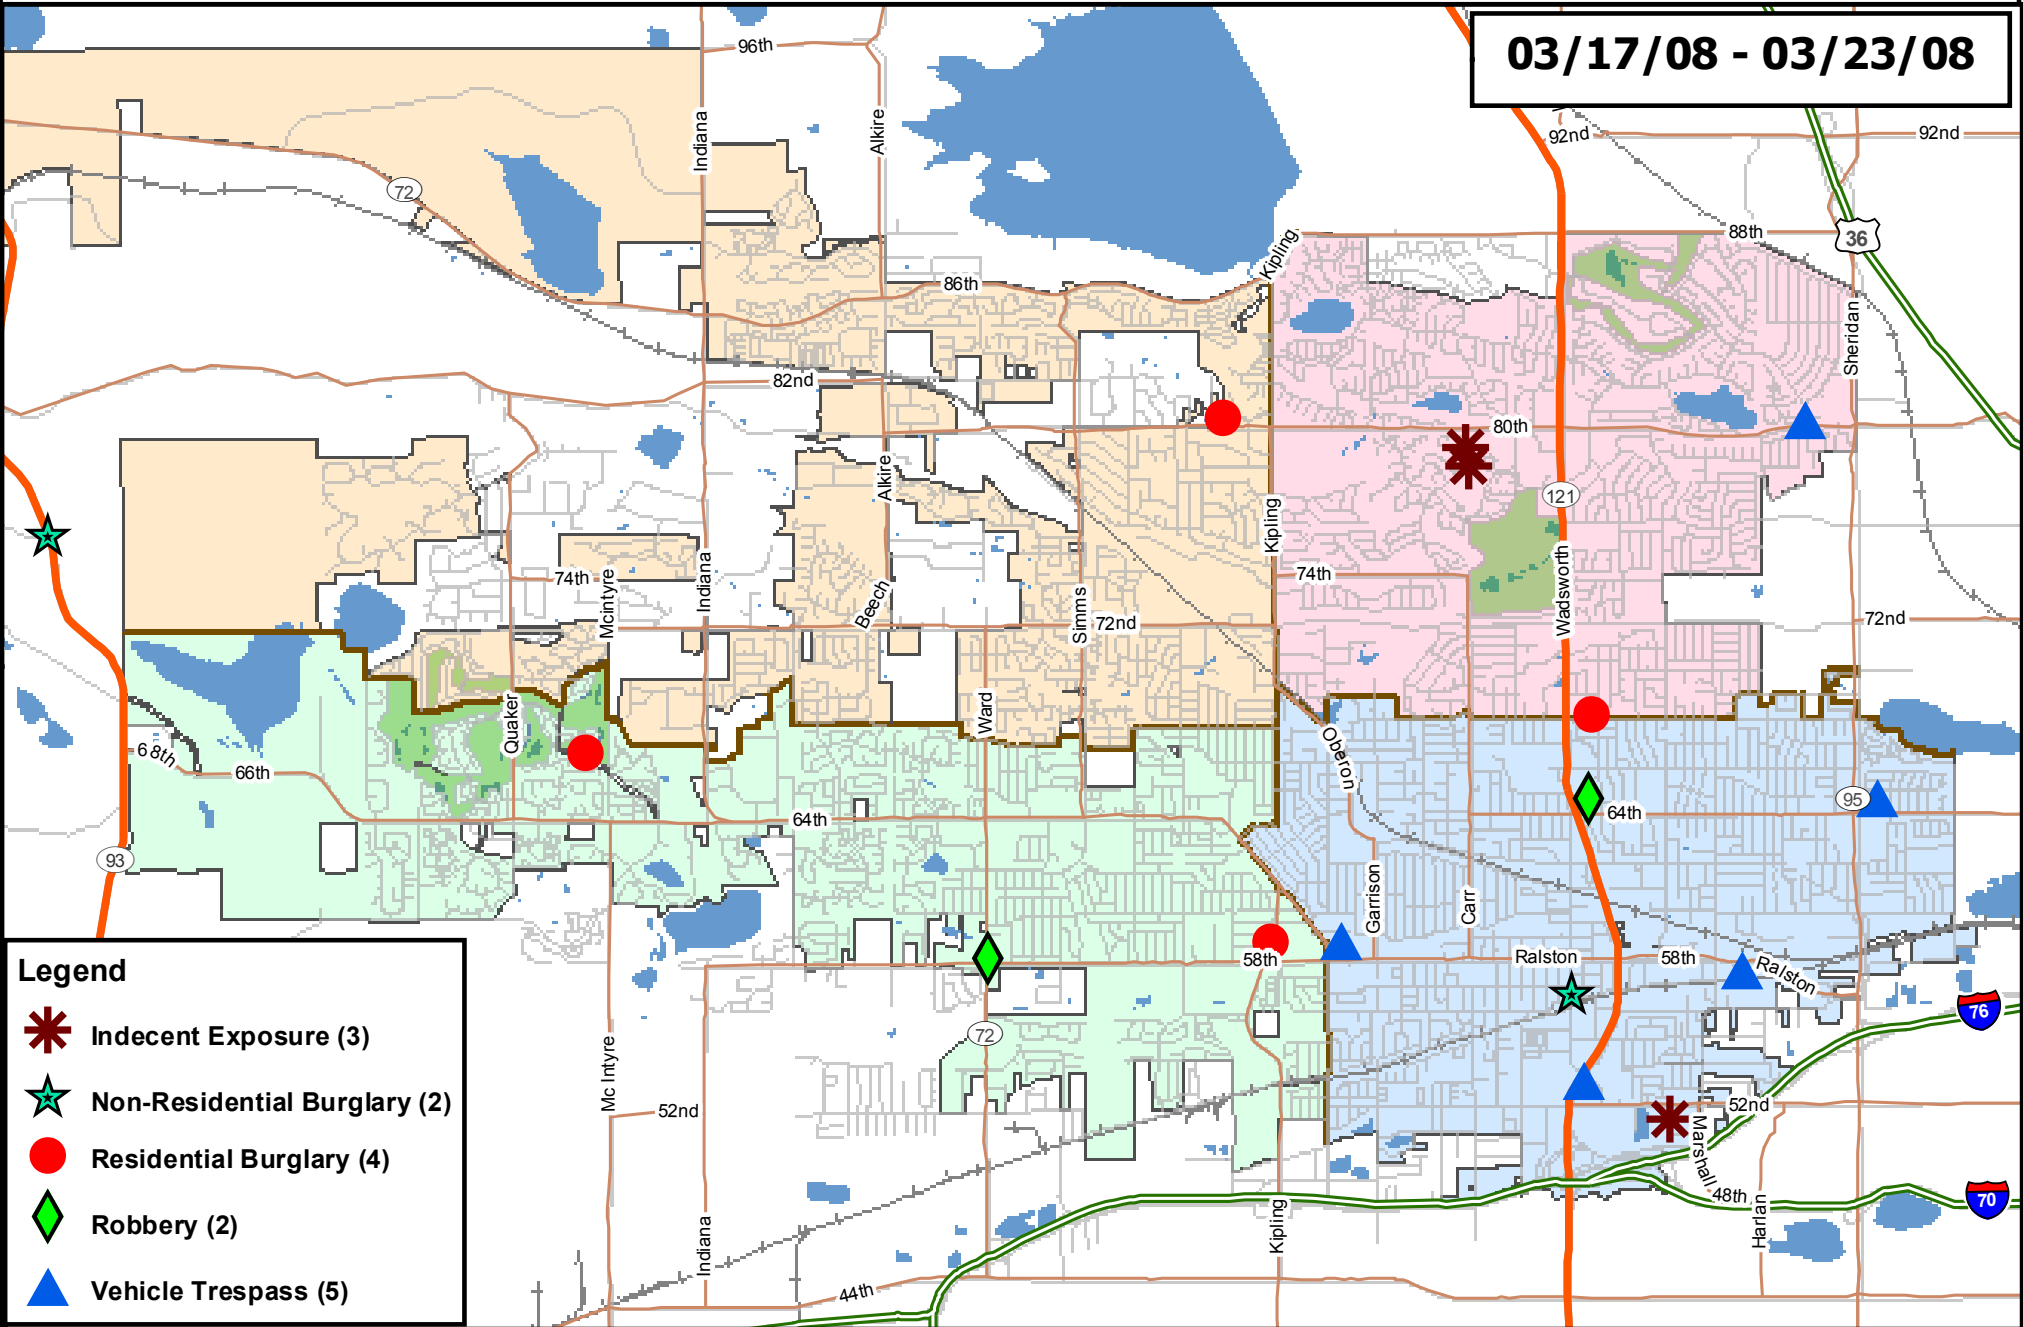 03/17/08 - 03/23/08
96th
Indiana
Alkire
92nd
92nd
72
88th
36
Kipling
86th
Sheridan
82nd
80th
Alkire
121
Kipling
Indiana
74th
Mcintyre
74th
Wadsworth
Beech
Simms
72nd
72nd
Quaker
Ward
68th
66th
Oberon
64th
64th
95
93
Garrison
Carr
58th
Ralston
58th
Ralston
76
72
Mc Intyre
52nd
52nd
Marshall
48th
70
Indiana
Kipling
Harlan
44th
Legend
Indecent Exposure (3)
Non-Residential Burglary (2)
Residential Burglary (4)
Robbery (2)
Vehicle Trespass (5)